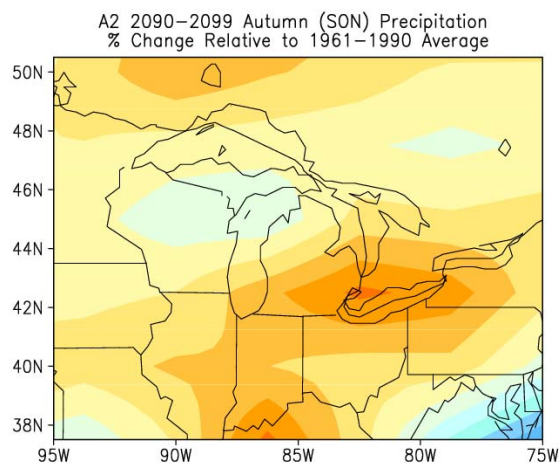 A2 2090-2099 Autumn (SON) Precipitation
% Change Relative to 1961-1990 Average
50N
48N
46N
44N
42N
40N
38N
95W 90W 85W 80W 75W